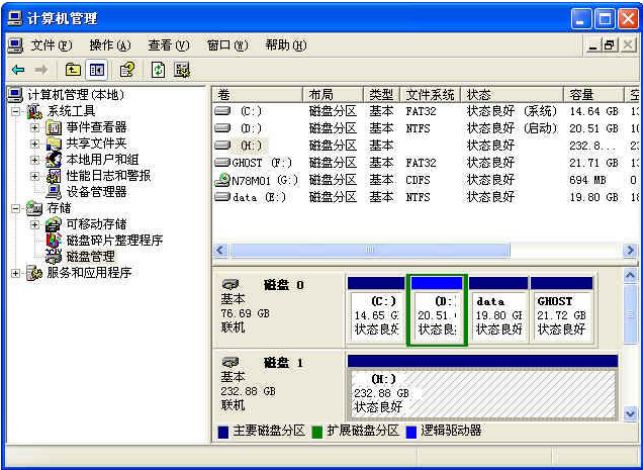 计算机管理
文件(F) 操作(A) 查看(V) 窗口(W) 帮助(H)
计算机管理(本地)
系统工具
事件查看器
共享文件夹
本地用户和组
性能日志和警报
设备管理器
存储
可移动存储
磁盘碎片整理程序
磁盘管理
服务和应用程序
卷 布局 类型 文件系统 状态 容量
(C:) 磁盘分区 基本 FAT32 状态良好 (系统) 14.64 GB
(D:) 磁盘分区 基本 NTFS 状态良好 (启动) 20.51 GB
(H:) 磁盘分区 基本 状态良好 232.8...
GHOST (F:) 磁盘分区 基本 FAT32 状态良好 21.71 GB
N78M01 (G:) 磁盘分区 基本 CDFS 状态良好 694 MB 0
data (E:) 磁盘分区 基本 NTFS 状态良好 19.80 GB
磁盘 0
基本
76.69 GB
联机
(C:) (D: data GHOST
14.65 G 20.51 19.80 GI 21.72 GB
状态良好 状态良 状态良好 状态良好
磁盘 1
基本
232.88 GB
联机
(H:)
232.88 GB
状态良好
主要磁盘分区 扩展磁盘分区 逻辑驱动器